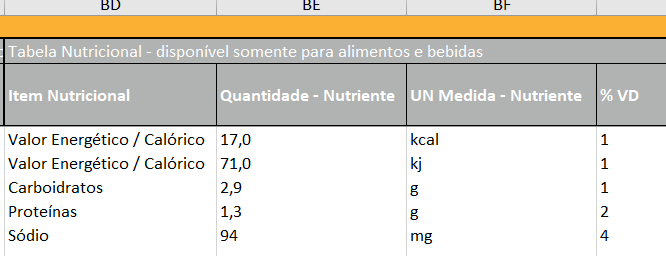 BD BE BF
Tabela Nutricional - disponível somente para alimentos e bebidas
Item Nutricional Quantidade - Nutriente UN Medida - Nutriente % VD
Valor Energético / Calórico 17,0 kcal 1
Valor Energético / Calórico 71,0 kj 1
Carboidratos 2,9 g 1
Proteínas 1,3 g 2
Sódio 94 mg 4